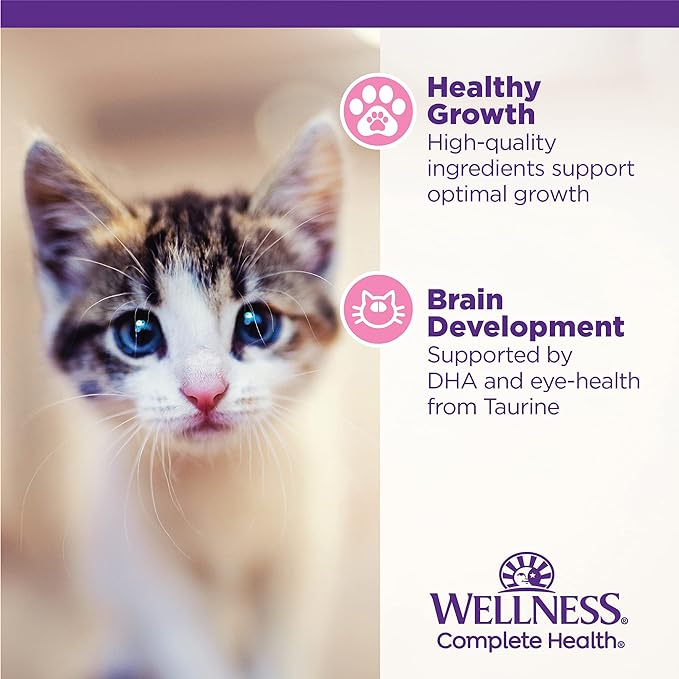 Healthy
Growth
High-quality
ingredients support
optimal growth
Brain
Development
Supported by
DHA and eye-health
from Taurine
WELLNESS®
Complete Health®